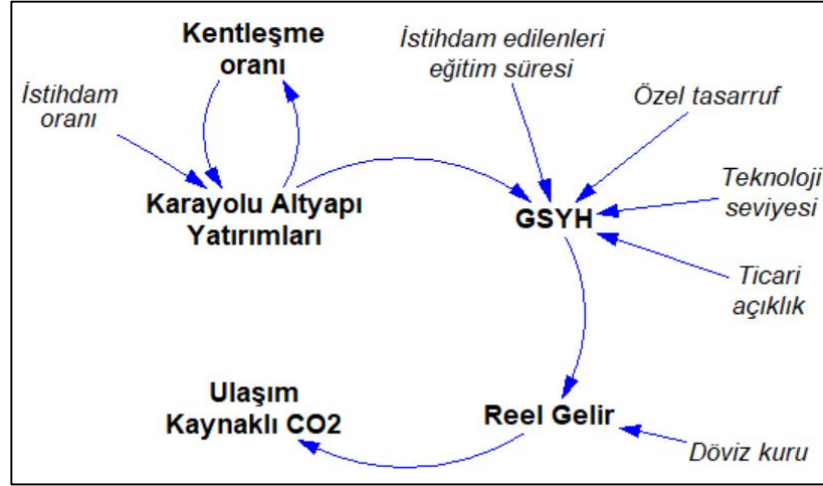 Kentleşme
oranı
İstihdam edilenleri
eğitim süresi
İstihdam
oranı
Özel tasarruf
Karayolu Altyapı
Yatırımları
GSYH
Teknoloji
seviyesi
Ticari
açıklık
Ulaşım
Kaynaklı CO2
Reel Gelir
Döviz kuru